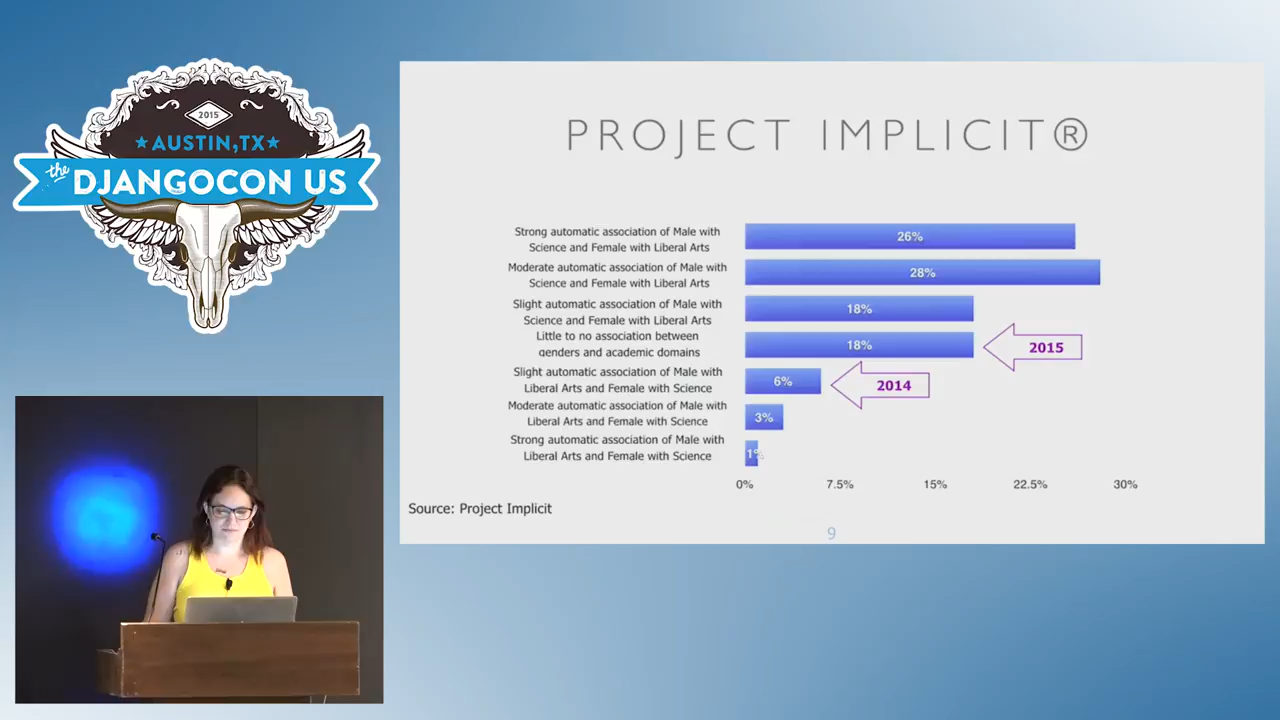 2015
AUSTIN,TX
the
DJANGOCON US
PROJECT IMPLICIT®
Strong automatic association of Male with
Science and Female with Liberal Arts
26%
Moderate automatic association of Male with
Science and Female with Liberal Arts
28%
Slight automatic association of Male with
Science and Female with Liberal Arts
18%
Little to no association between
genders and academic domains
18%
2015
Slight automatic association of Male with
Liberal Arts and Female with Science
6%
2014
Moderate automatic association of Male with
Liberal Arts and Female with Science
3%
Strong automatic association of Male with
Liberal Arts and Female with Science
1%
0% 7.5% 15% 22.5% 30%
Source: Project Implicit
9